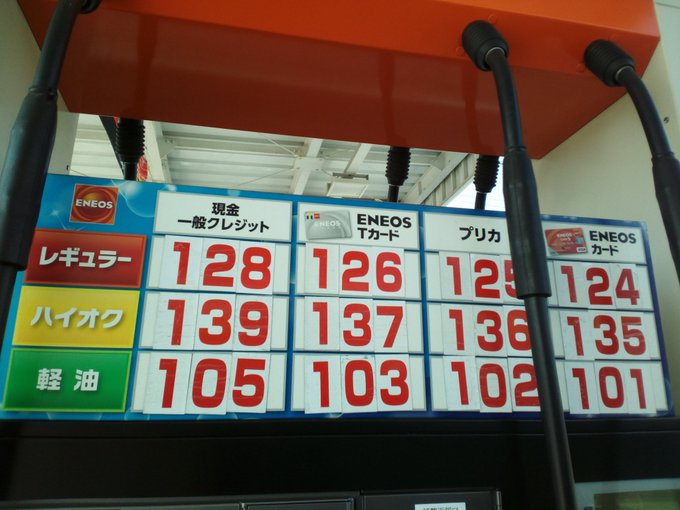 ENEOS
現金
一般クレジット
ENEOS
Tカード
プリカ
ENEOS
カード
レギュラー
128
126
125
124
ハイオク
139
137
136
135
軽油
105
103
102
101